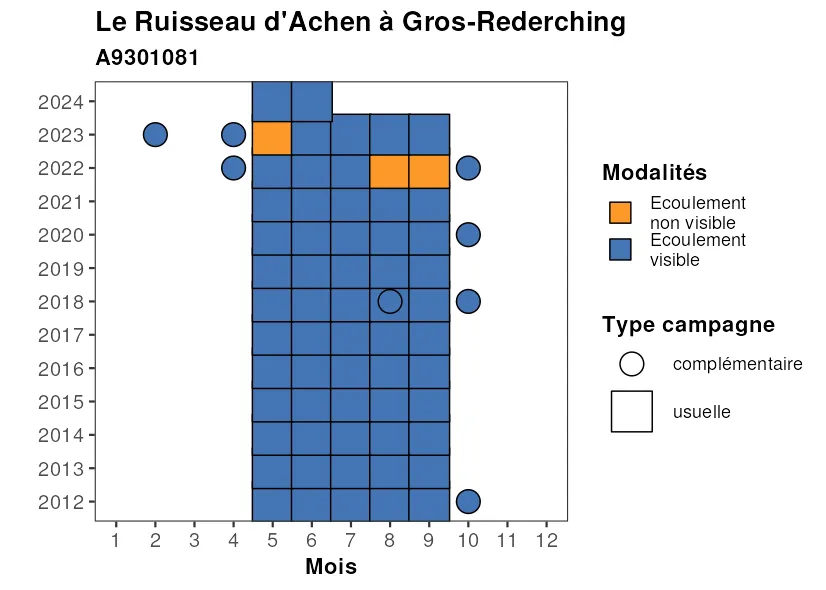 Le Ruisseau d'Achen à Gros-Rederching
A9301081
2024
2023
2022
2021
2020
2019
2018
2017
2016
2015
2014
2013
2012
1 2 3 4 5 6 7 8 9 10 11 12
Mois
Modalités
Ecoulement
non visible
Ecoulement
visible
Type campagne
complémentaire
usuelle